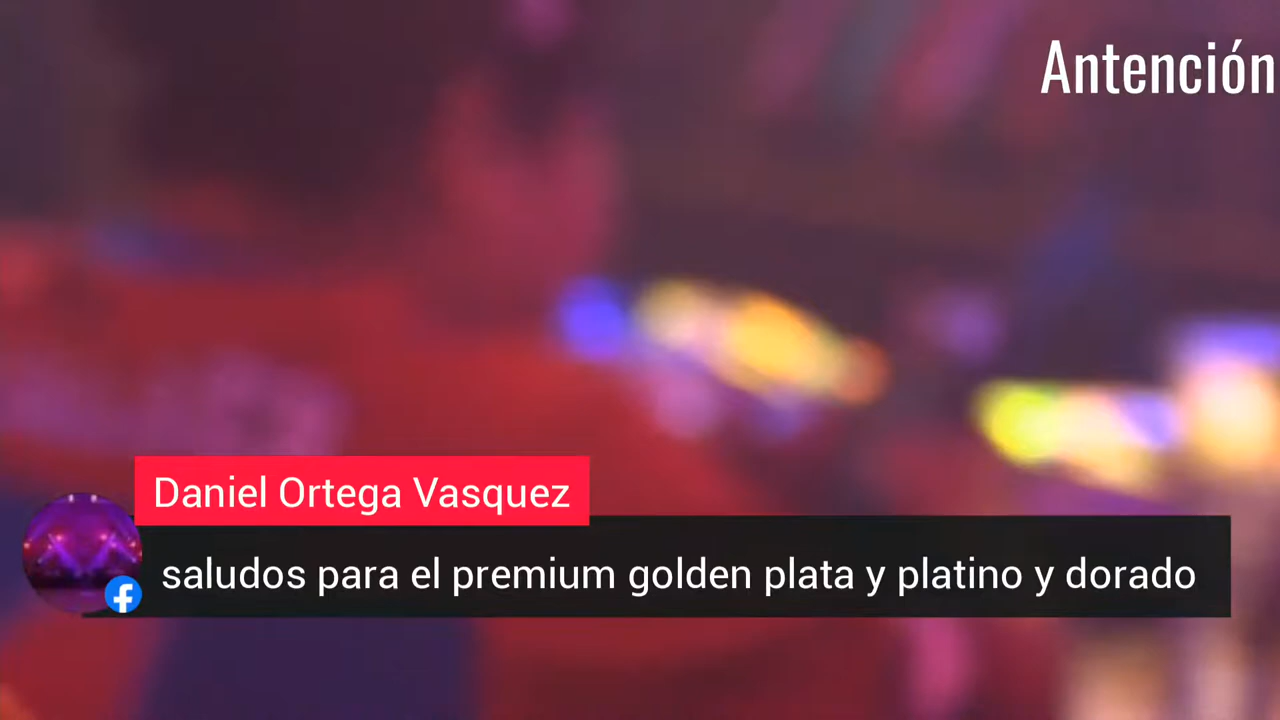 Antención
Daniel Ortega Vasquez
saludos para el premium golden plata y platino y dorado